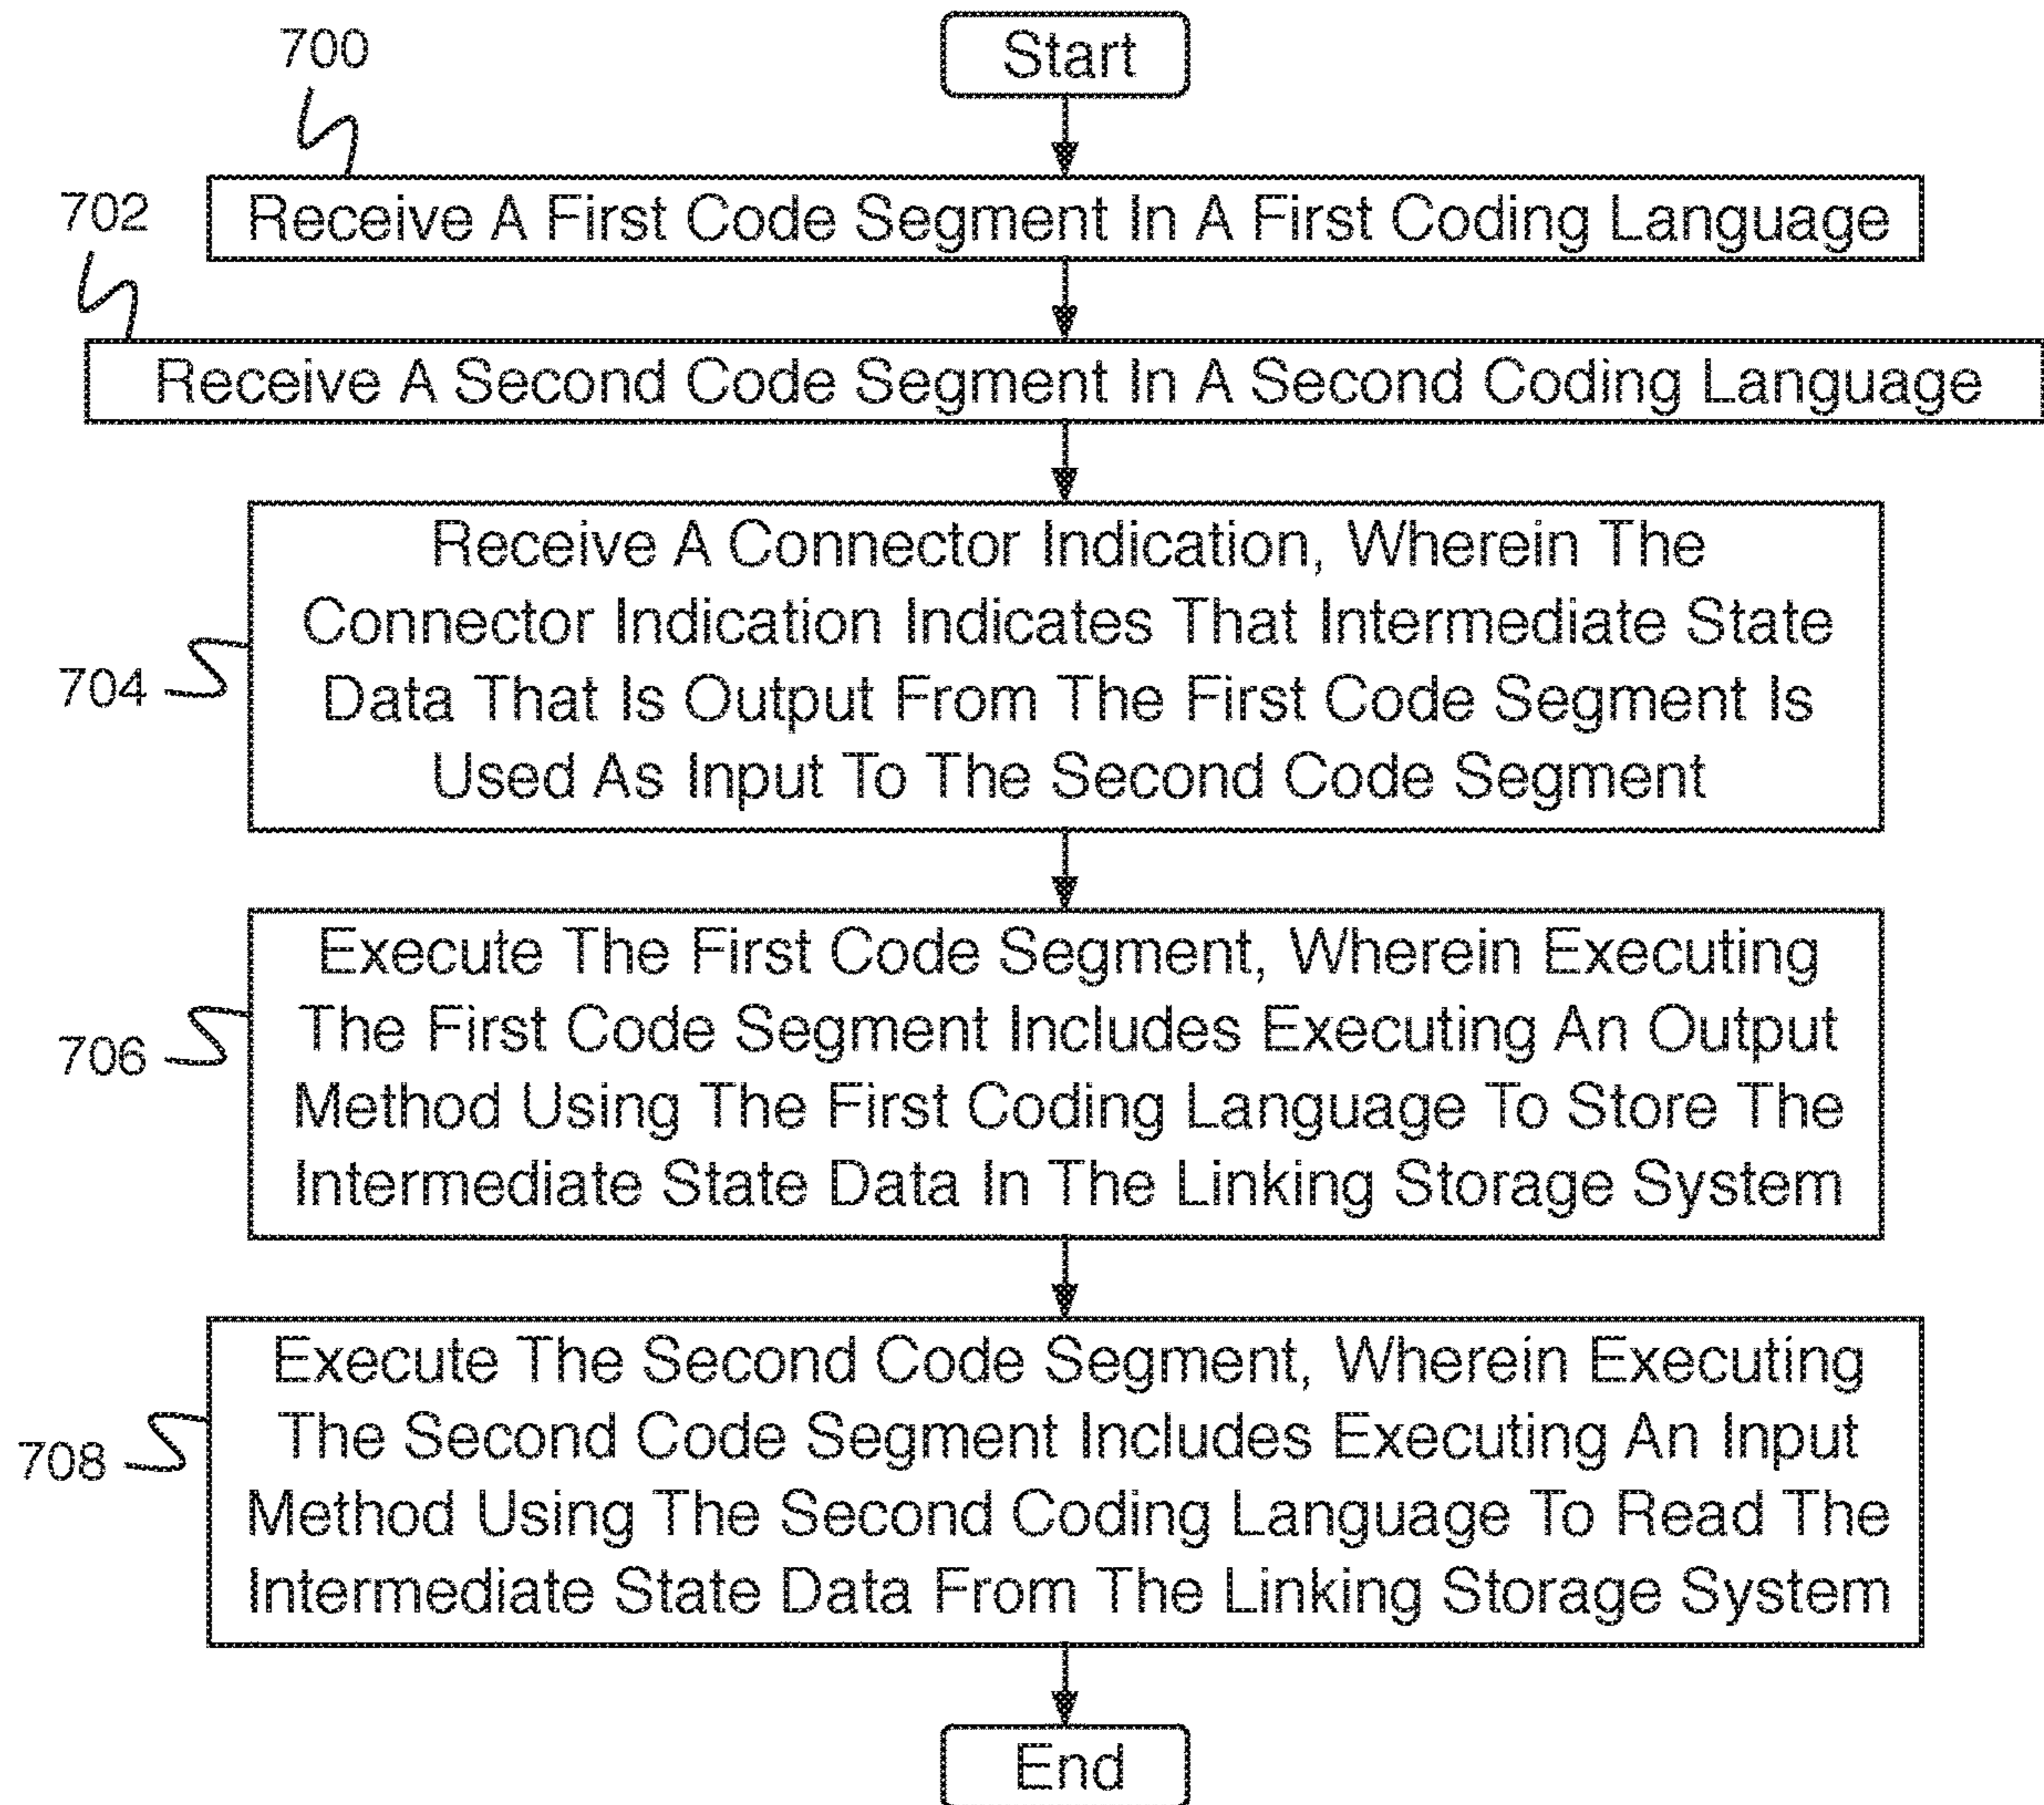 700
Start
702
Receive A First Code Segment In A First Coding Language
Receive A Second Code Segment In A Second Coding Language
704
Receive A Connector Indication, Wherein The
Connector Indication Indicates That Intermediate State
Data That Is Output From The First Code Segment Is
Used As Input To The Second Code Segment
706
Execute The First Code Segment, Wherein Executing
The First Code Segment Includes Executing An Output
Method Using The First Coding Language To Store The
Intermediate State Data In The Linking Storage System
708
Execute The Second Code Segment, Wherein Executing
The Second Code Segment Includes Executing An Input
Method Using The Second Coding Language To Read The
Intermediate State Data From The Linking Storage System
End